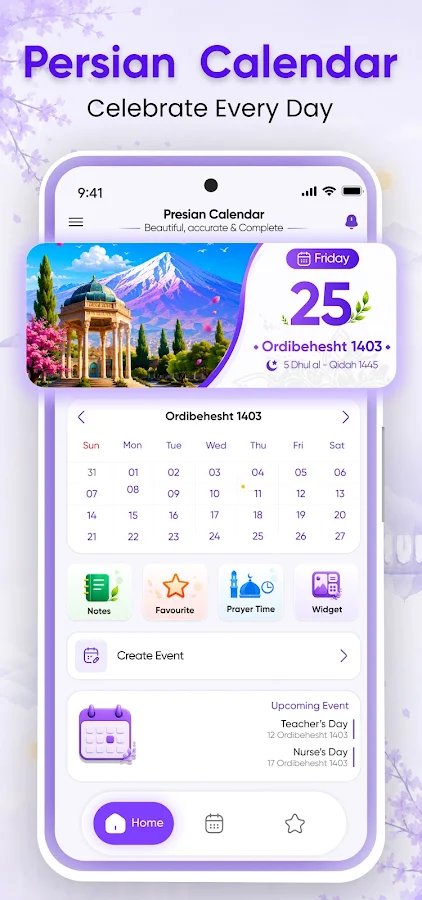 Persian Calendar
Celebrate Every Day
9:41
Presian Calendar
Beautiful, accurate & Complete
Friday
25
Ordibehesht 1403
5 Dhul al - Qidah 1445
Ordibehesht 1403
Sun Mon Tue Wed Thu Fri Sat
31 01 02 03 04 05 06
07 08 09 10 11 12 13
14 15 16 17 18 19 20
21 22 23 24 25 26 27
Notes Favourite Prayer Time Widget
Create Event
Upcoming Event
Teacher's Day
12 Ordibehesht 1403
Nurse's Day
17 Ordibehesht 1403
Home